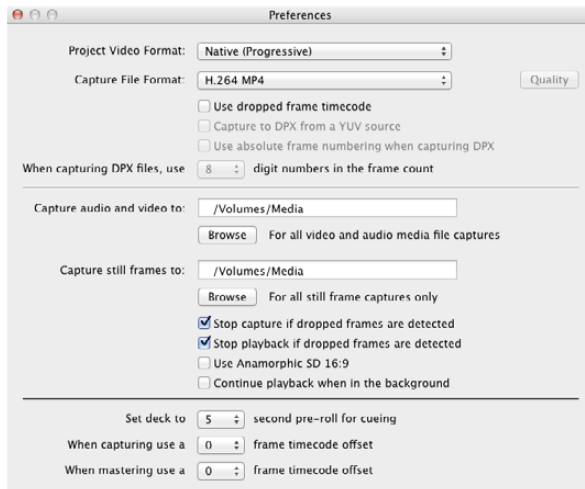 Preferences
Project Video Format: Native (Progressive)
Capture File Format: H.264 MP4 Quality
Use dropped frame timecode
Capture to DPX from a YUV source
Use absolute frame numbering when capturing DPX
When capturing DPX files, use 8 digit numbers in the frame count
Capture audio and video to: /Volumes/Media
Browse For all video and audio media file captures
Capture still frames to: /Volumes/Media
Browse For all still frame captures only
Stop capture if dropped frames are detected
Stop playback if dropped frames are detected
Use Anamorphic SD 16:9
Continue playback when in the background
Set deck to 5 second pre-roll for cueing
When capturing use a 0 frame timecode offset
When mastering use a 0 frame timecode offset